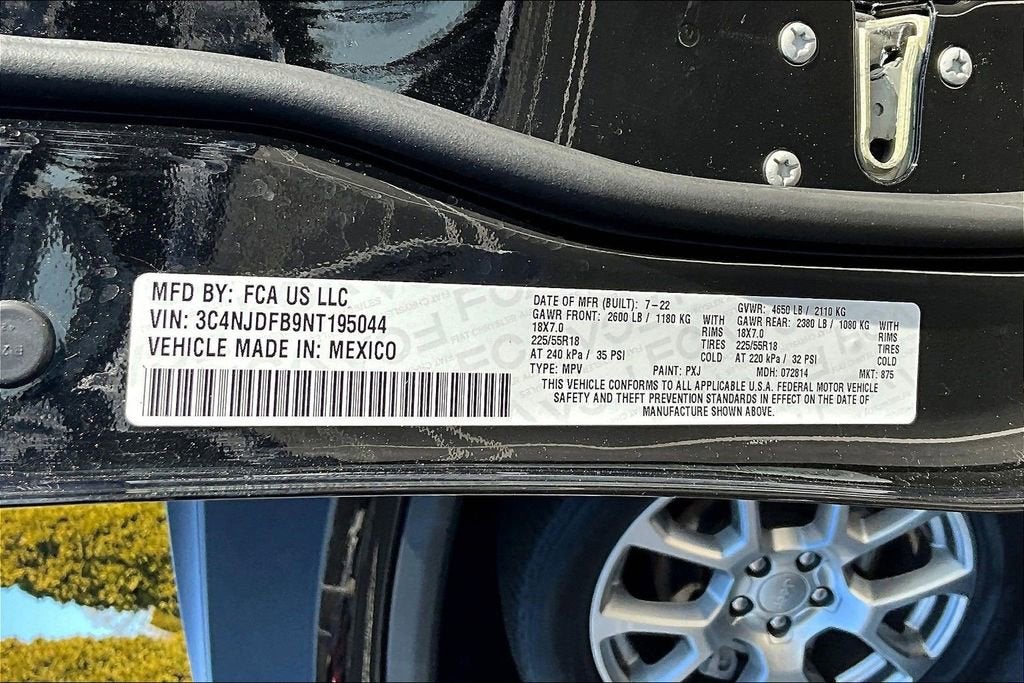 MFD BY: FCA US LLC
VIN: 3C4NJDFB9NT195044
VEHICLE MADE IN: MEXICO
DATE OF MFR (BUILT): 7-22
GAWR FRONT: 2600 LB / 1180 KG WITH
18X7.0 RIMS
225/55R18 TIRES
AT 240 kPa / 35 PSI COLD
GVWR: 4650 LB / 2110 KG
GAWR REAR: 2380 LB / 1080 KG WITH
18X7.0 RIMS
225/55R18 TIRES
AT 220 kPa / 32 PSI COLD
TYPE: MPV PAINT: PXJ MDH: 072814 MKT: 875
THIS VEHICLE CONFORMS TO ALL APPLICABLE U.S.A. FEDERAL MOTOR VEHICLE
SAFETY AND THEFT PREVENTION STANDARDS IN EFFECT ON THE DATE OF
MANUFACTURE SHOWN ABOVE.
Jeep